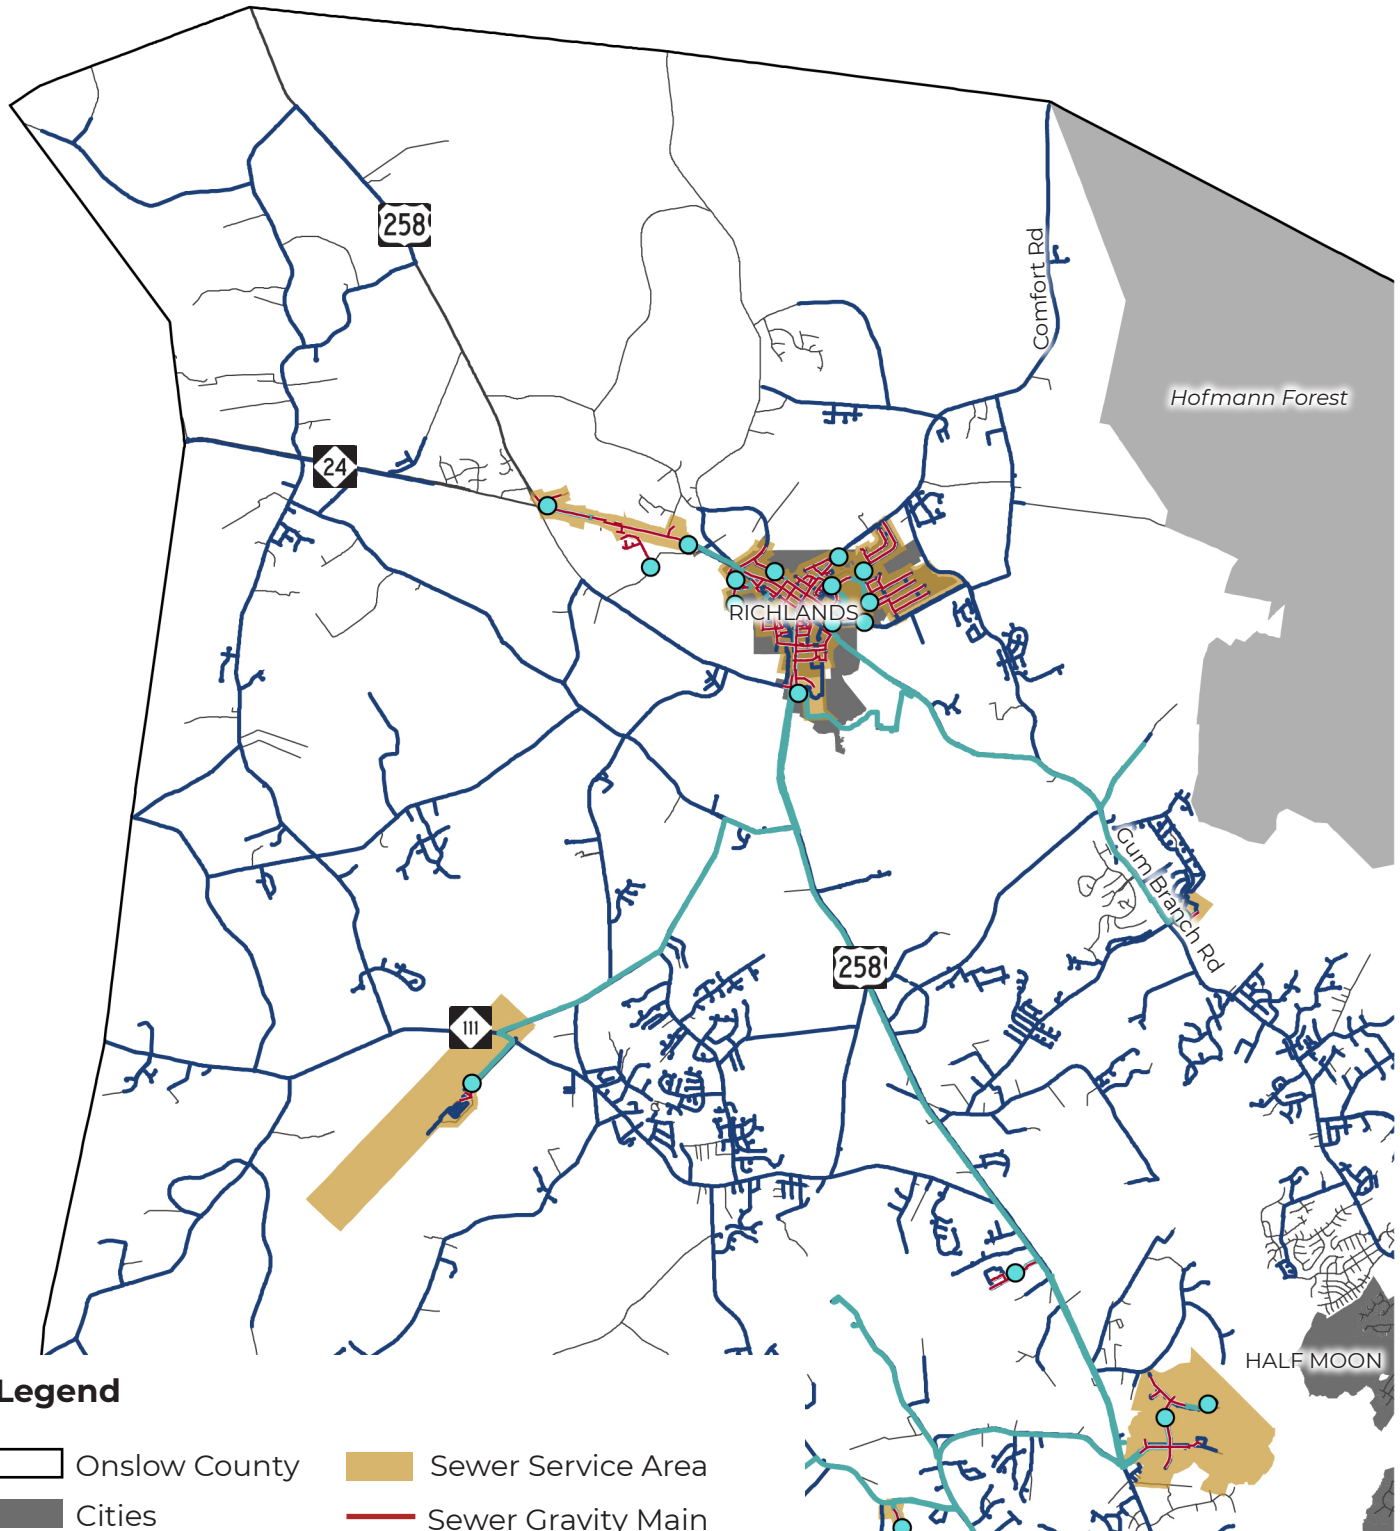 258
Comfort Rd
Hofmann Forest
24
RICHLANDS
Gum Branch Rd
258
111
HALF MOON
Legend
Onslow County
Sewer Service Area
Cities
Sewer Gravity Main